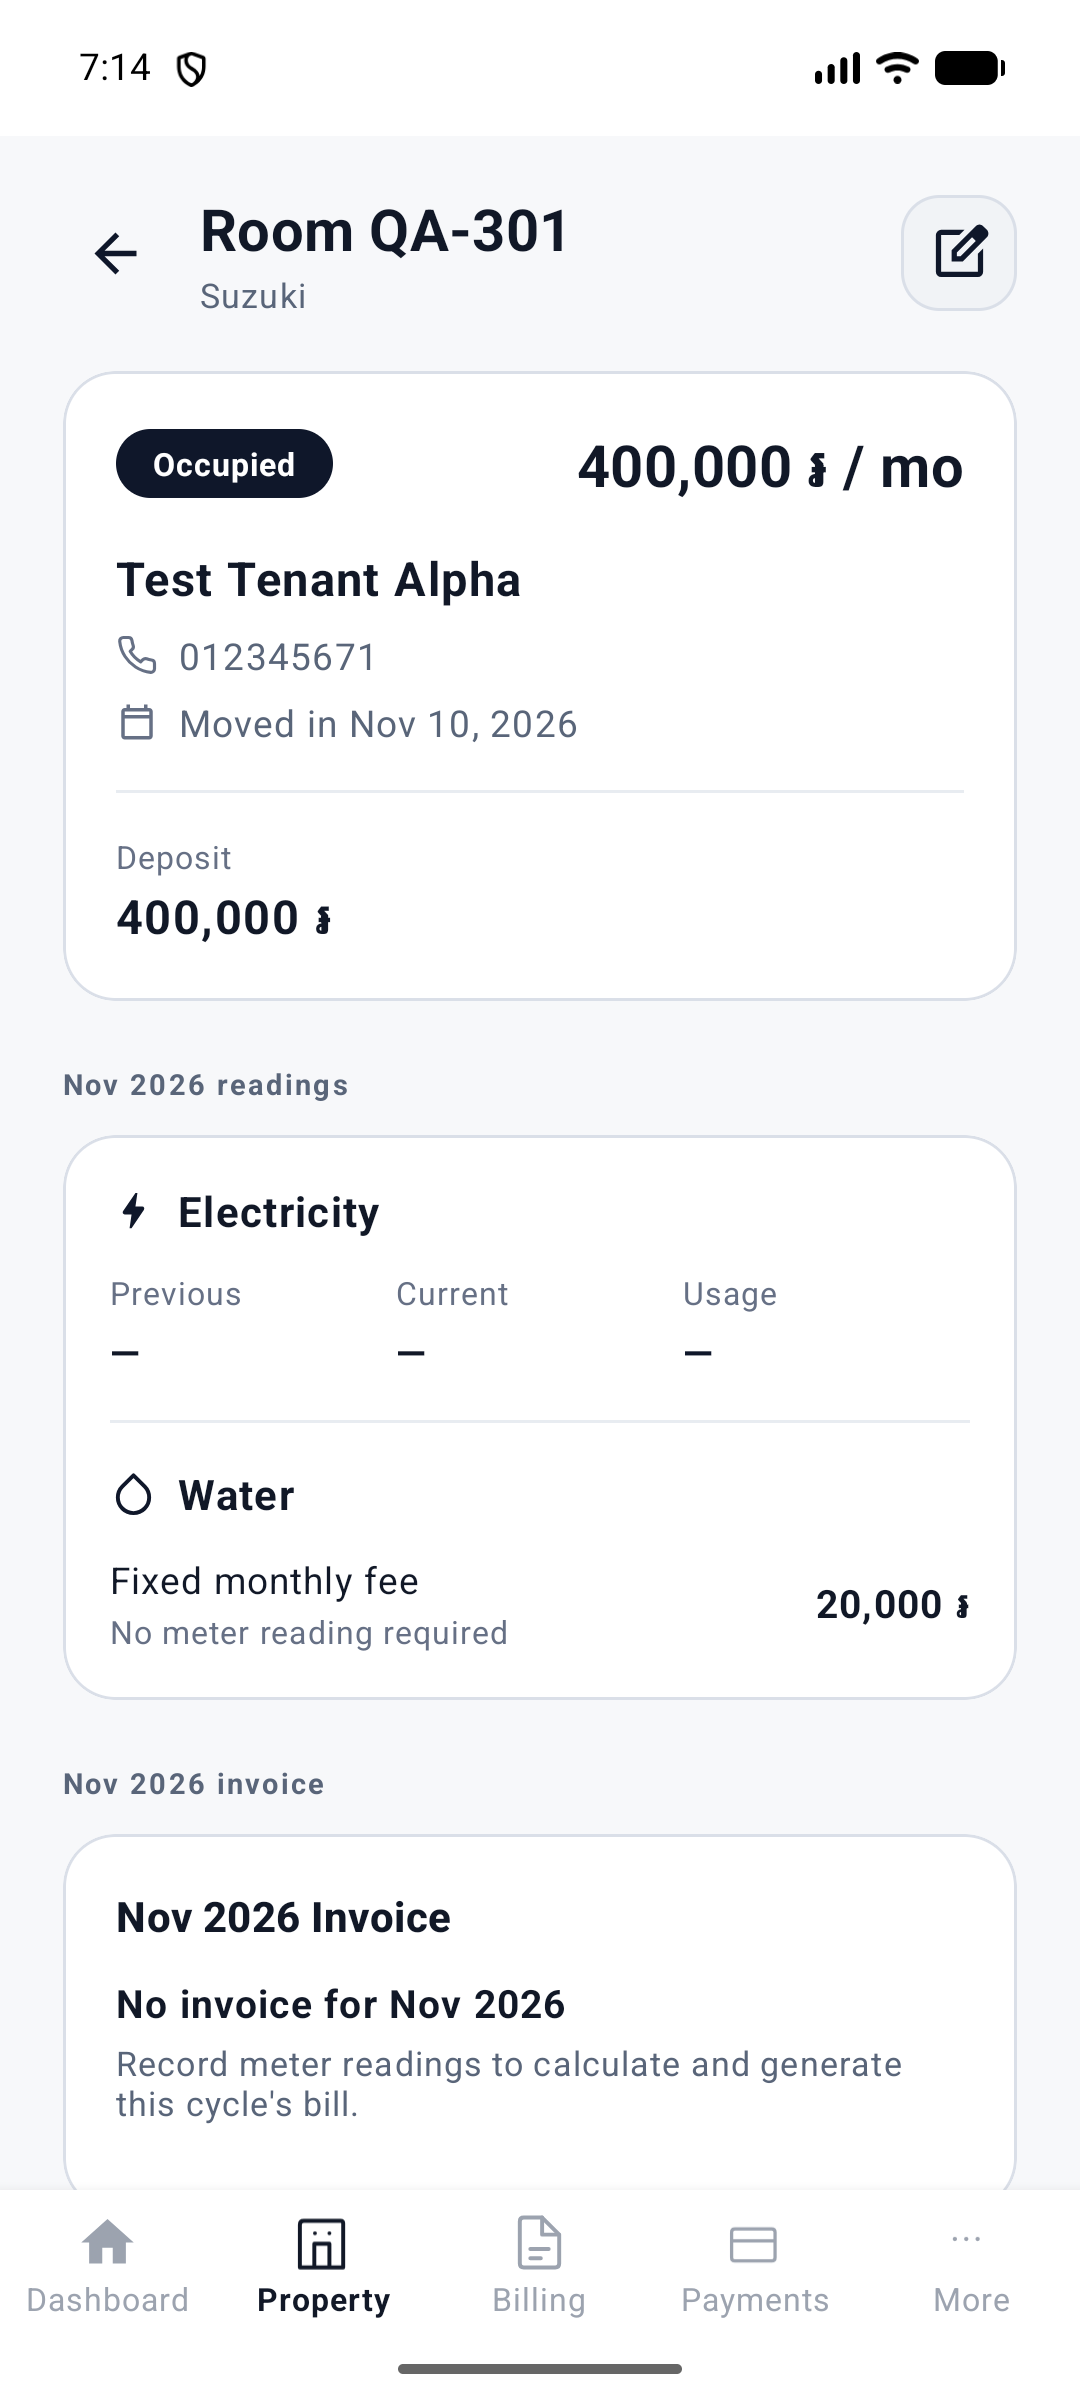 7:14
Room QA-301
Suzuki
Occupied
400,000 ៛ / mo
Test Tenant Alpha
012345671
Moved in Nov 10, 2026
Deposit
400,000 ៛
Nov 2026 readings
Electricity
Previous Current Usage
– – –
Water
Fixed monthly fee
20,000 ៛
No meter reading required
Nov 2026 invoice
Nov 2026 Invoice
No invoice for Nov 2026
Record meter readings to calculate and generate
this cycle's bill.
Dashboard Property Billing Payments More